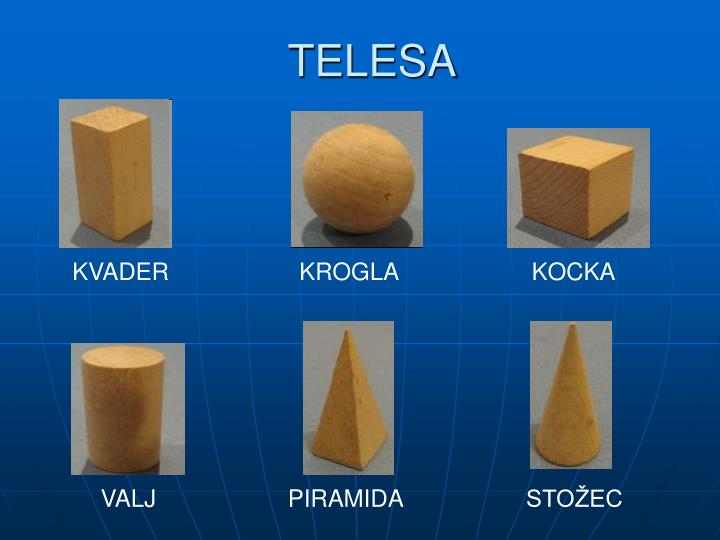 TELESA
KVADER
KROGLA
KOCKA
VALJ
PIRAMIDA
STOŽEC